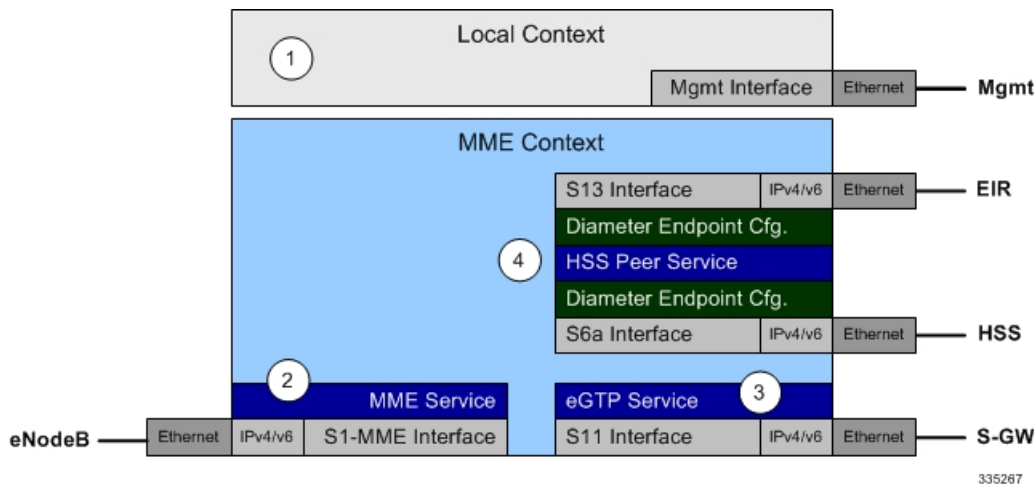 Local Context
1
Mgmt Interface Ethernet Mgmt
MME Context
S13 Interface IPv4/v6 Ethernet EIR
Diameter Endpoint Cfg.
4 HSS Peer Service
Diameter Endpoint Cfg.
S6a Interface IPv4/v6 Ethernet HSS
2 3
MME Service eGTP Service
eNodeB Ethernet IPv4/v6 S1-MME Interface S11 Interface IPv4/v6 Ethernet S-GW
335267